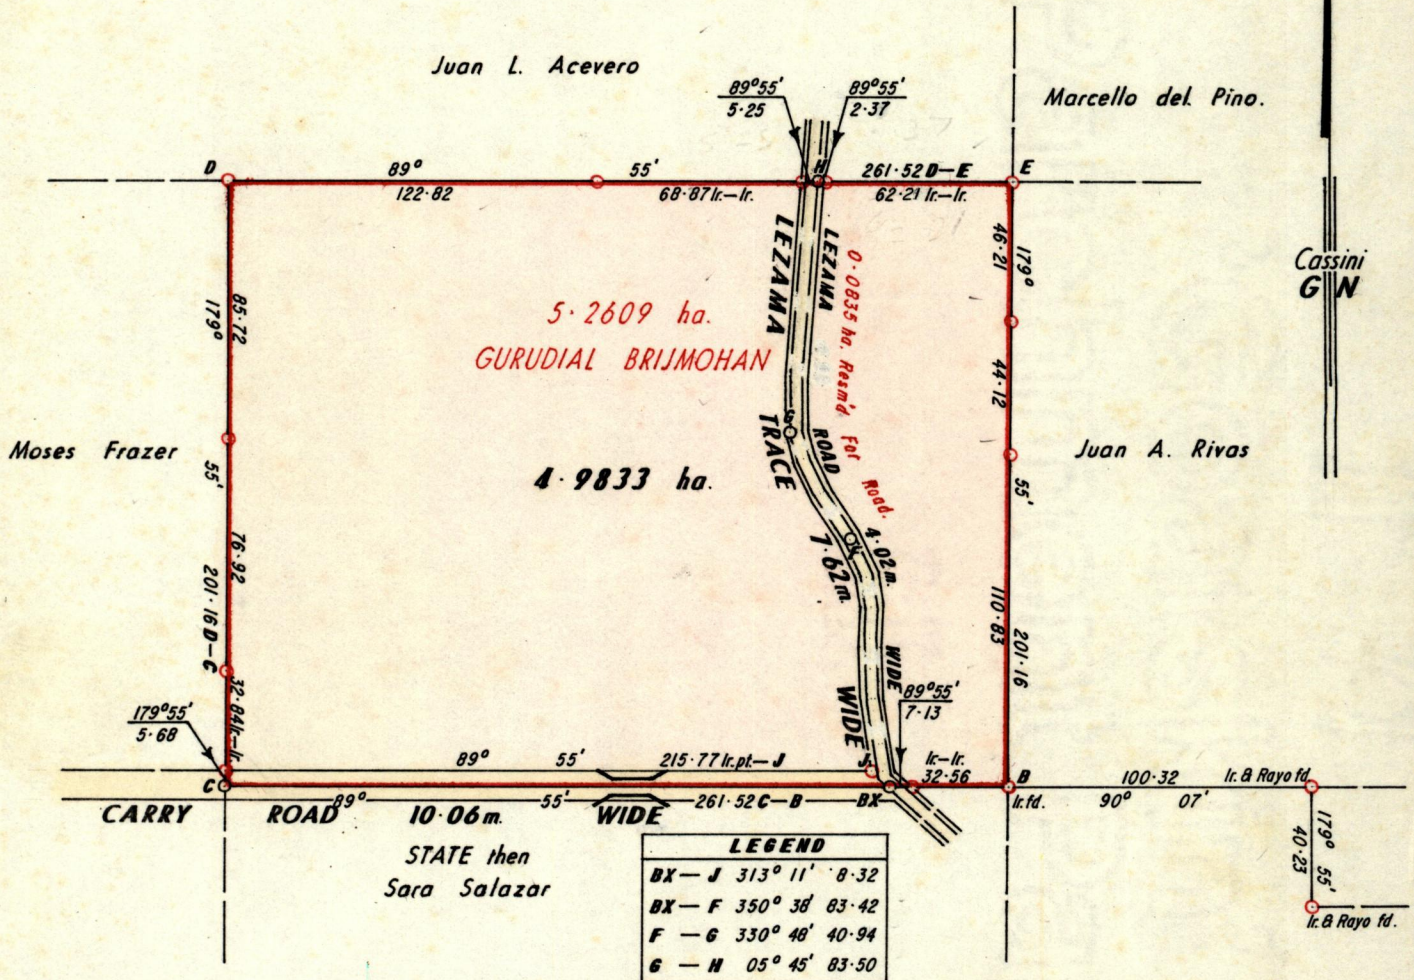 Juan L. Acevero
Marcello del. Pino.
89°55'
5·25
89°55'
2·37
D
89°
55'
H
261·52 D—E
E
122·82
68·87 Ir.—Ir.
62·21 Ir.—Ir.
46·21
179°
Cassini
G N
LEZAMA
LEZAMA
0·0835 ha. Resm'd. For Road.
85·72
179°
5·2609 ha.
GURUDIAL BRIJMOHAN
44·12
G
TRACE
ROAD
Moses Frazer
Juan A. Rivas
4·9833 ha.
55'
55'
4·02m.
7·62m.
76·92
201·16 D—C
110·83
201·16
WIDE
WIDE
32·84 Ir.—Ir.
89°55'
7·13
179°55'
5·68
89°
55'
215·77 Ir.pt.—J
J
Ir.—Ir.
32·56
B
100·32
Ir. & Rayo fd.
C
89°
55'
261·52 C—B
BX
Ir. fd.
90°
07'
CARRY ROAD 10·06m. WIDE
179° 55'
40·23
STATE then
Sara Salazar
Ir. & Rayo fd.
LEGEND
BX — J 313° 11' 8·32
BX — F 350° 38' 83·42
F — G 330° 48' 40·94
G — H 05° 45' 83·50